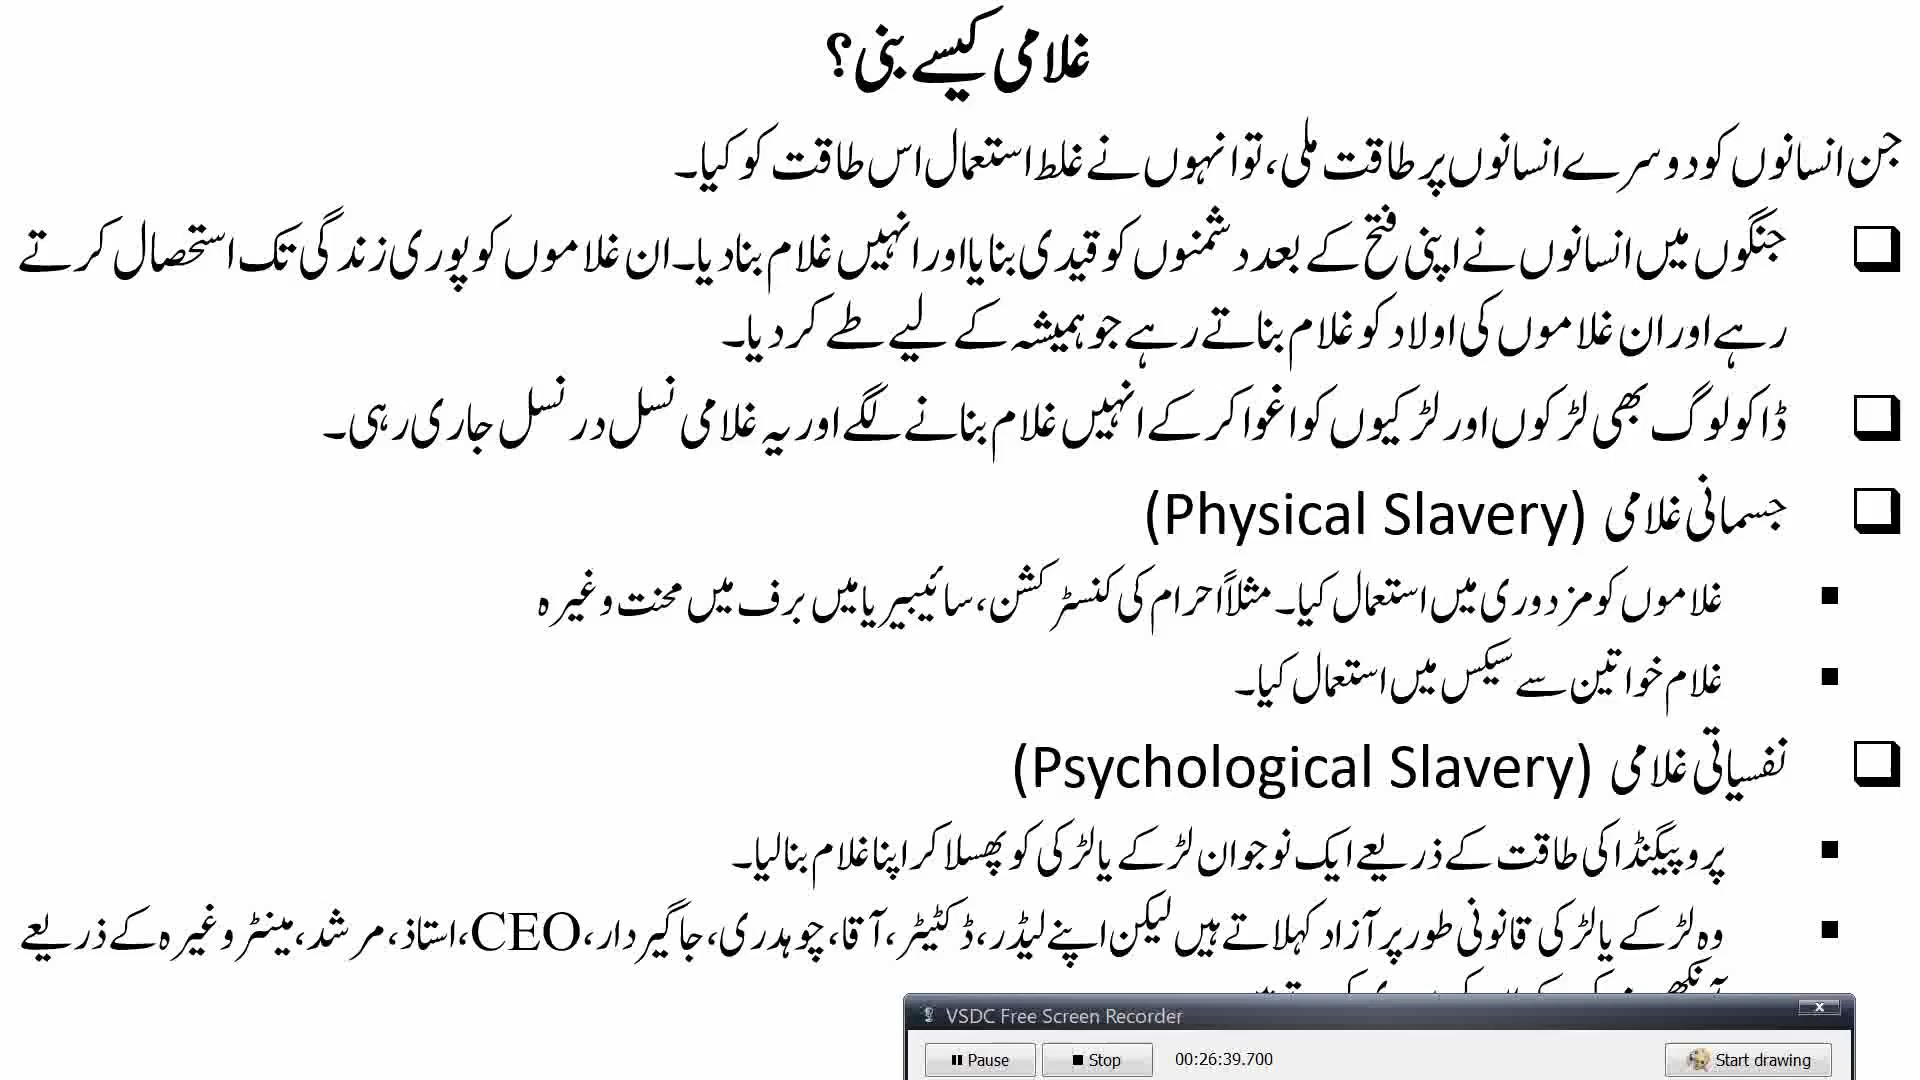 غلامی کیسے بنی؟
جن انسانوں کو دوسرے انسانوں پر طاقت ملی، تو انہوں نے غلط استعمال اس طاقت کو کیا۔
جنگوں میں انسانوں نے اپنی فتح کے بعد دشمنوں کو قیدی بنایا اور انہیں غلام بنا دیا۔ ان غلاموں کو پوری زندگی تک استحصال کرتے
رہے اور ان غلاموں کی اولاد کو غلام بناتے رہے جو ہمیشہ کے لیے طے کر دیا۔
ڈاکو لوگ بھی لڑکوں اور لڑکیوں کو اغوا کر کے انہیں غلام بنانے لگے اور یہ غلامی نسل در نسل جاری رہی۔
جسمانی غلامی (Physical Slavery)
غلاموں کو مزدوری میں استعمال کیا۔ مثلاً احرام کی کنسٹرکشن، سائیبیریا میں برف میں محنت وغیرہ
غلام خواتین سے سیکس میں استعمال کیا۔
نفسیاتی غلامی (Psychological Slavery)
پروپیگنڈا کی طاقت کے ذریعے ایک نوجوان لڑکے یا لڑکی کو پھسلا کر اپنا غلام بنا لیا۔
وہ لڑکے یا لڑکی قانونی طور پر آزاد کہلاتے ہیں لیکن اپنے لیڈر، ڈکٹیٹر، آقا، چوہدری، جاگیردار، CEO، استاذ، مرشد، مینٹر وغیرہ کے ذریعے
VSDC Free Screen Recorder
Pause Stop 00:26:39.700 Start drawing